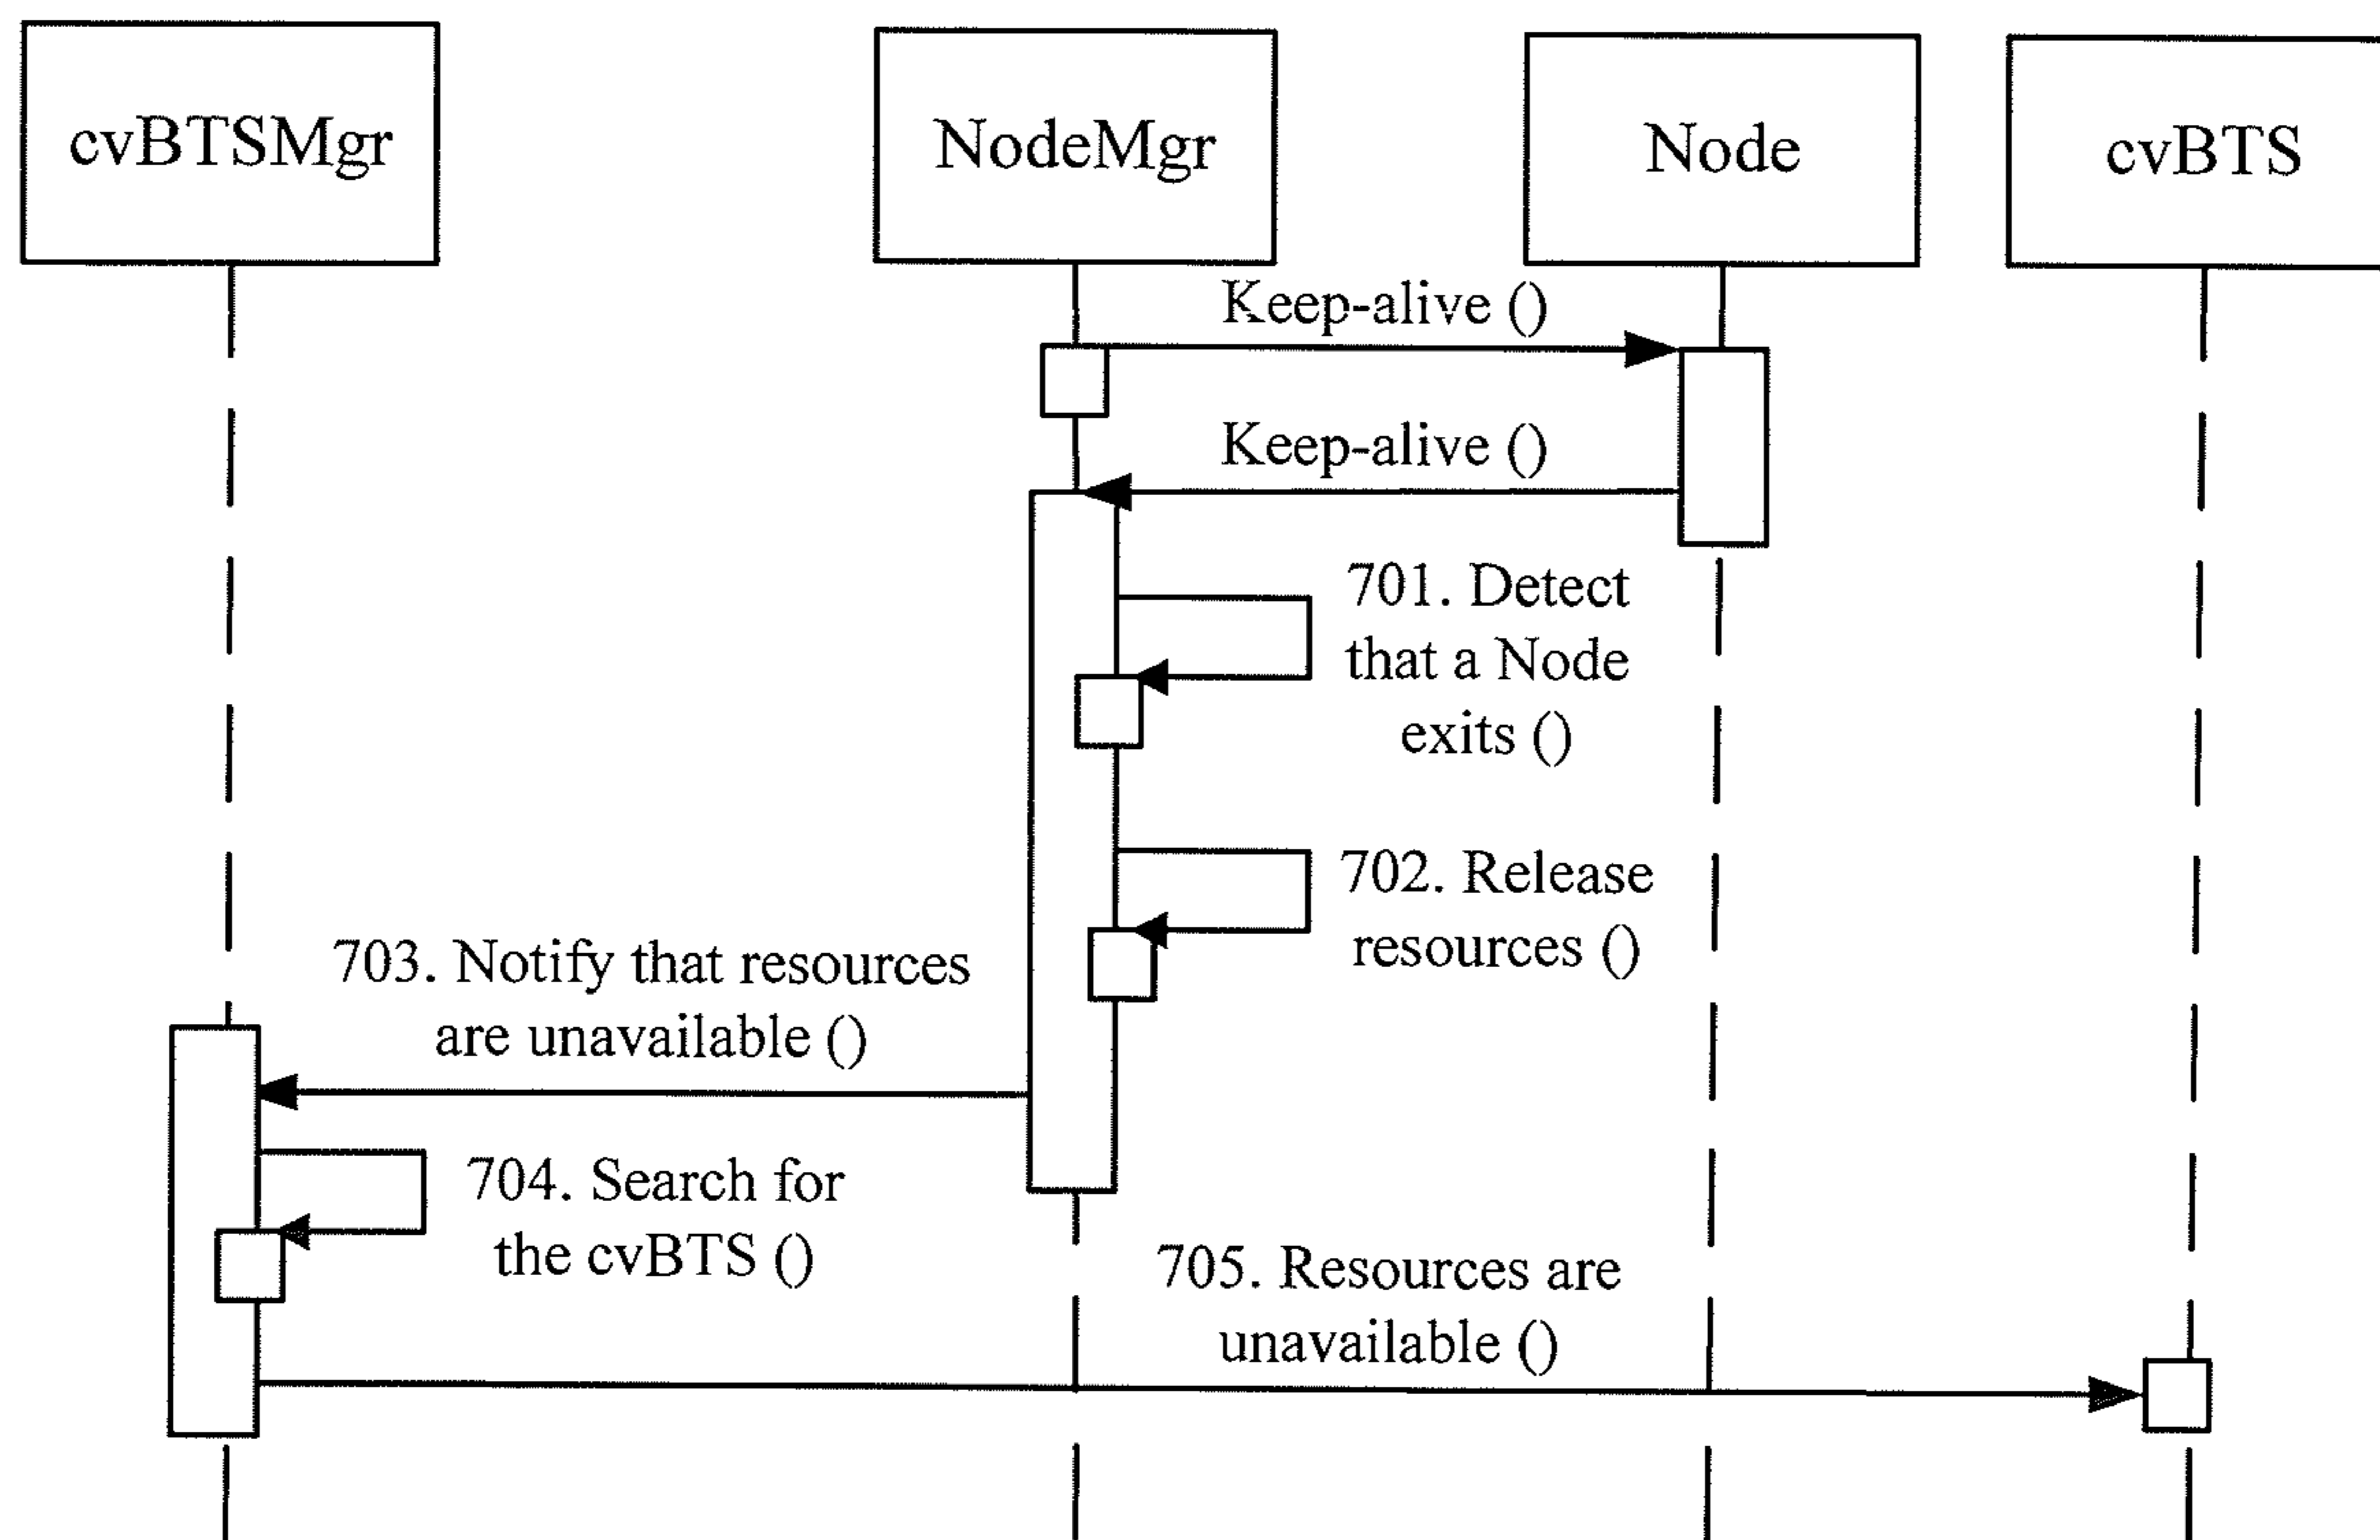 cvBTSMgr
NodeMgr
Node
cvBTS
Keep-alive ()
Keep-alive ()
701. Detect
that a Node
exits ()
702. Release
resources ()
703. Notify that resources
are unavailable ()
704. Search for
the cvBTS ()
705. Resources are
unavailable ()